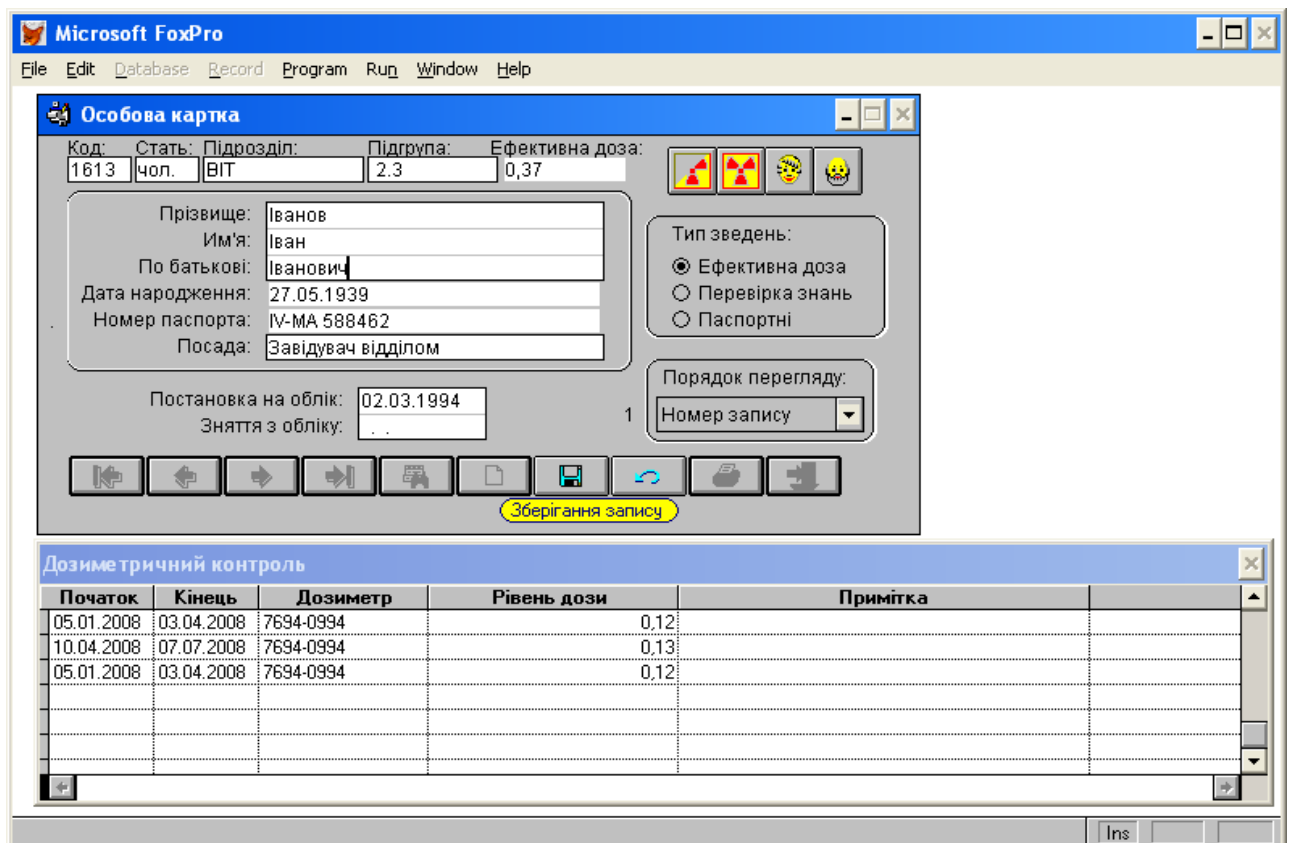 Microsoft FoxPro
File Edit Database Record Program Run Window Help
Особова картка
Код: Стать: Підрозділ: Підгрупа: Ефективна доза:
1613 чол. ВІТ 2.3 0,37
Прізвище: Іванов
Им'я: Іван
По батькові: Іванович
Дата народження: 27.05.1939
Номер паспорта: IV-МА 588462
Посада: Завідувач відділом
Тип зведень:
Ефективна доза
Перевірка знань
Паспортні
Постановка на облік: 02.03.1994
Зняття з обліку: . .
1
Порядок перегляду:
Номер запису
Зберігання запису
Дозиметричний контроль
Початок Кінець Дозиметр Рівень дози Примітка
05.01.2008 03.04.2008 7694-0994 0,12
10.04.2008 07.07.2008 7694-0994 0,13
05.01.2008 03.04.2008 7694-0994 0,12
Ins